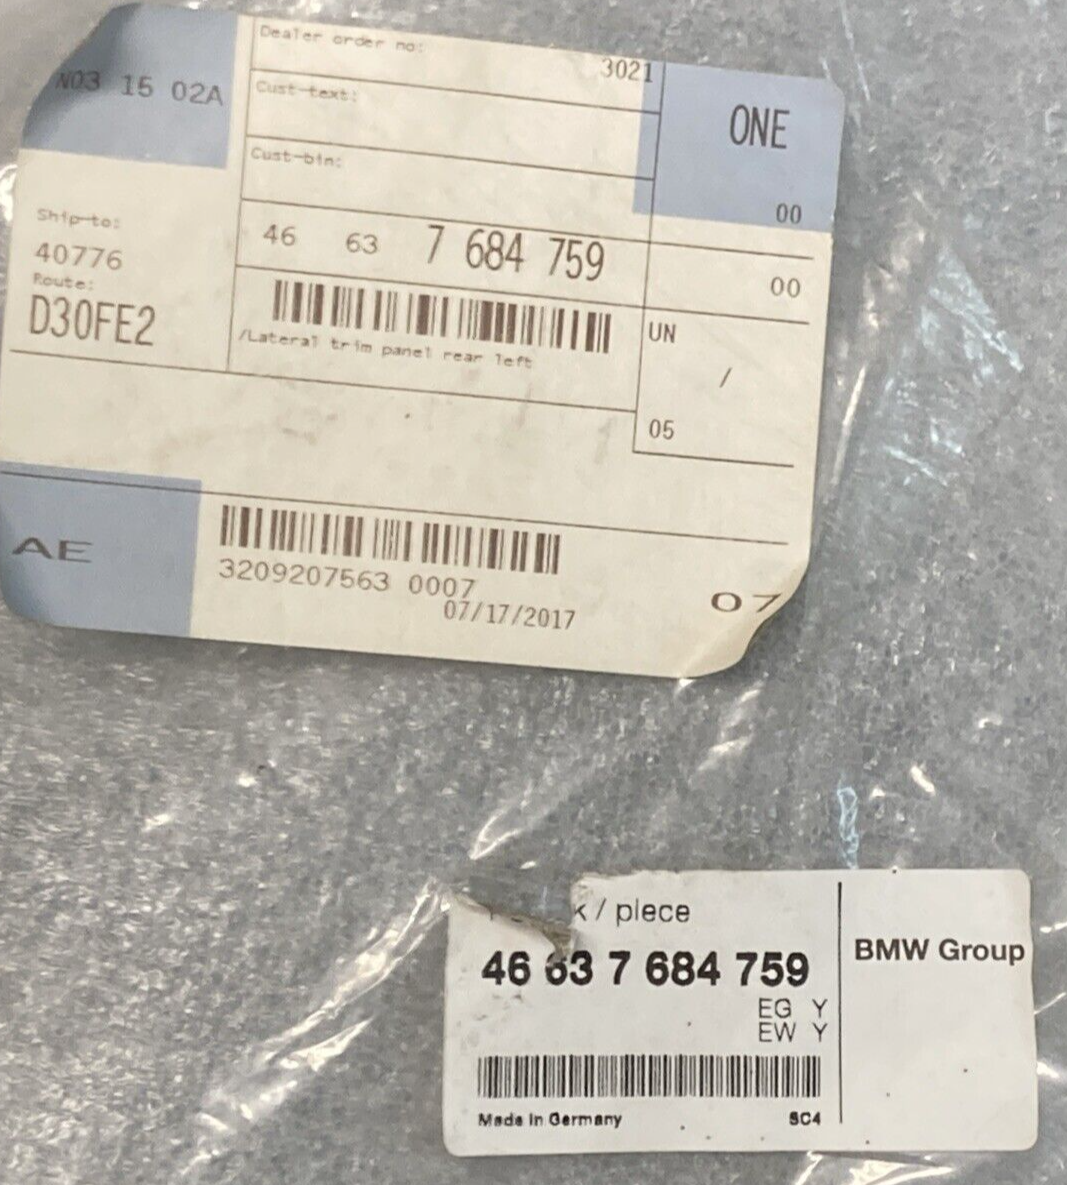 Dealer order no:
3021
N03 15 02A
Cust-text:
ONE
Cust-bin:
00
Ship-to:
40776
46 63 7 684 759
00
Route:
D30FE2
/Lateral trim panel rear left
UN
/
05
AE
3209207563 0007
07/17/2017
07
/ piece
46 63 7 684 759
BMW Group
EG Y
EW Y
Made in Germany
SC4